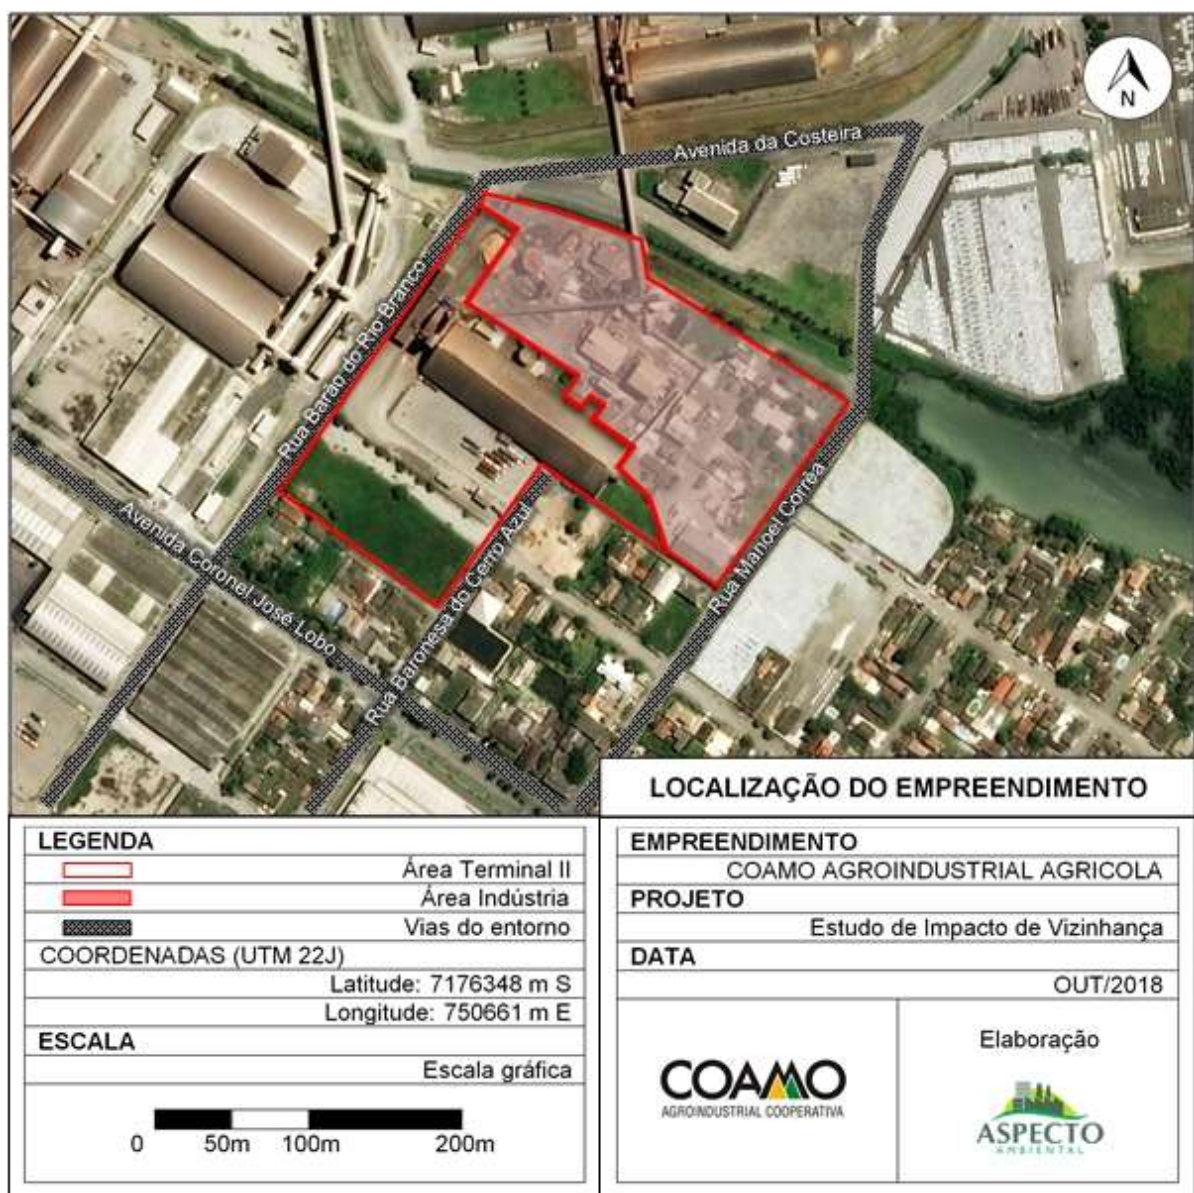 N
Avenida da Costeira
Rua Barão do Rio Branco
Avenida Coronel José Lobo
Rua Baronesa do Cerro Azul
Rua Manoel Corrêa
LOCALIZAÇÃO DO EMPREENDIMENTO
LEGENDA
Área Terminal II
Área Indústria
Vias do entorno
COORDENADAS (UTM 22J)
Latitude: 7176348 m S
Longitude: 750661 m E
ESCALA
Escala gráfica
0 50m 100m 200m
EMPREENDIMENTO
COAMO AGROINDUSTRIAL AGRICOLA
PROJETO
Estudo de Impacto de Vizinhança
DATA
OUT/2018
COAMO
AGROINDUSTRIAL COOPERATIVA
Elaboração
ASPECTO
AMBIENTAL